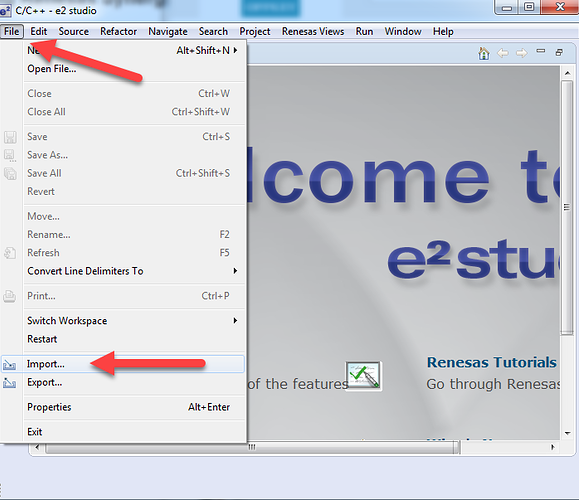 C/C++ - e2 studio
File Edit Source Refactor Navigate Search Project Renesas Views Run Window Help
Alt+Shift+N
Open File...
Close Ctrl+W
Close All Ctrl+Shift+W
Save Ctrl+S
Save As...
Save All Ctrl+Shift+S
Revert
Move...
Rename... F2
Refresh F5
Convert Line Delimiters To
Print... Ctrl+P
Switch Workspace
Restart
Import...
Export...
Properties Alt+Enter
Exit
lcome to
e²stu
Renesas Tutorials
of the features
Go through Renesas